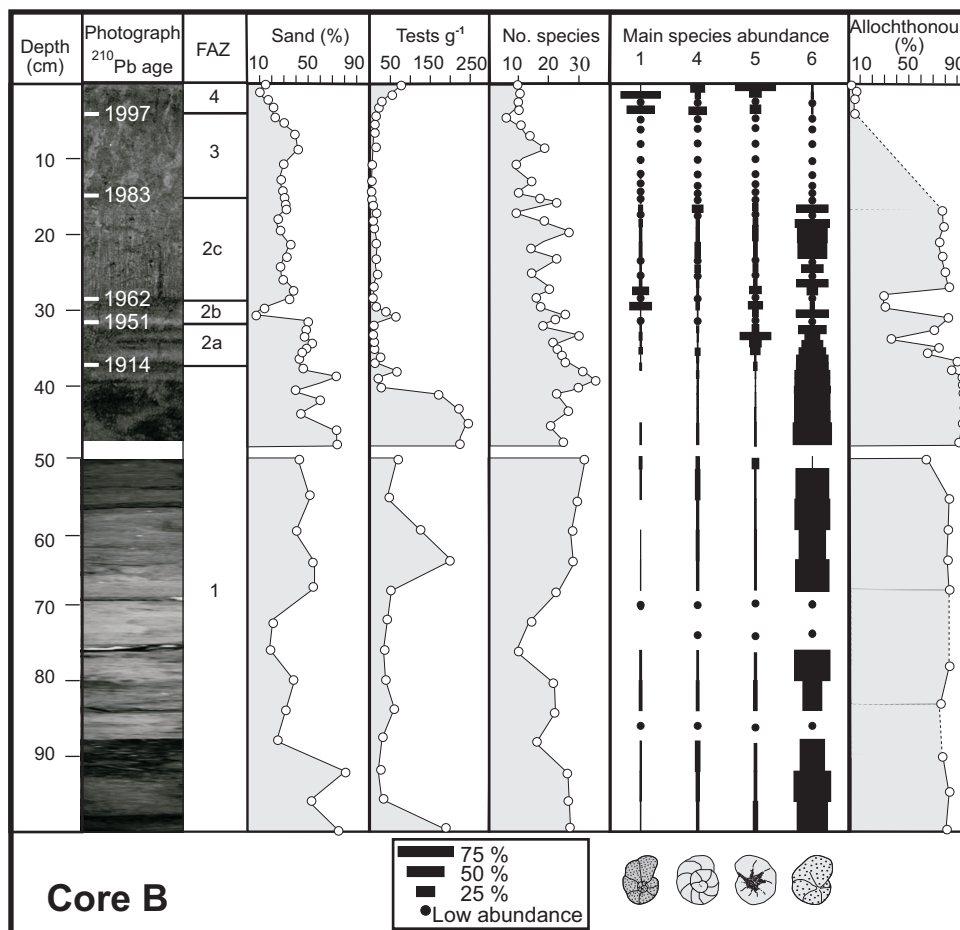 Depth (cm)
Photograph
²¹⁰Pb age
FAZ
Sand (%)
10 50 90
Tests g⁻¹
50 150 250
No. species
10 20 30
Main species abundance
1 4 5 6
Allochthonous (%)
10 50 90
10
20
30
40
50
60
70
80
90
1997
1983
1962
1951
1914
4
3
2c
2b
2a
1
Core B
75 %
50 %
25 %
Low abundance